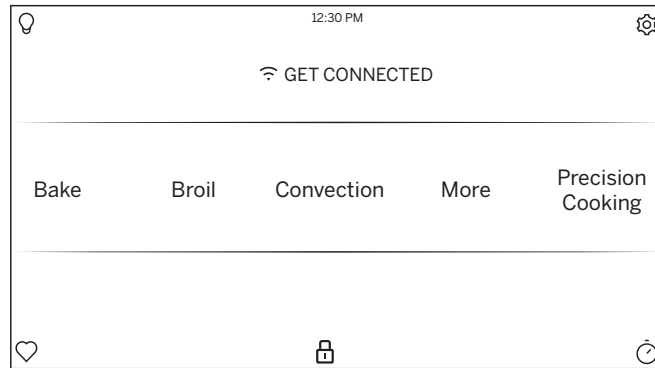 12:30 PM
GET CONNECTED
Bake Broil Convection More Precision
Cooking